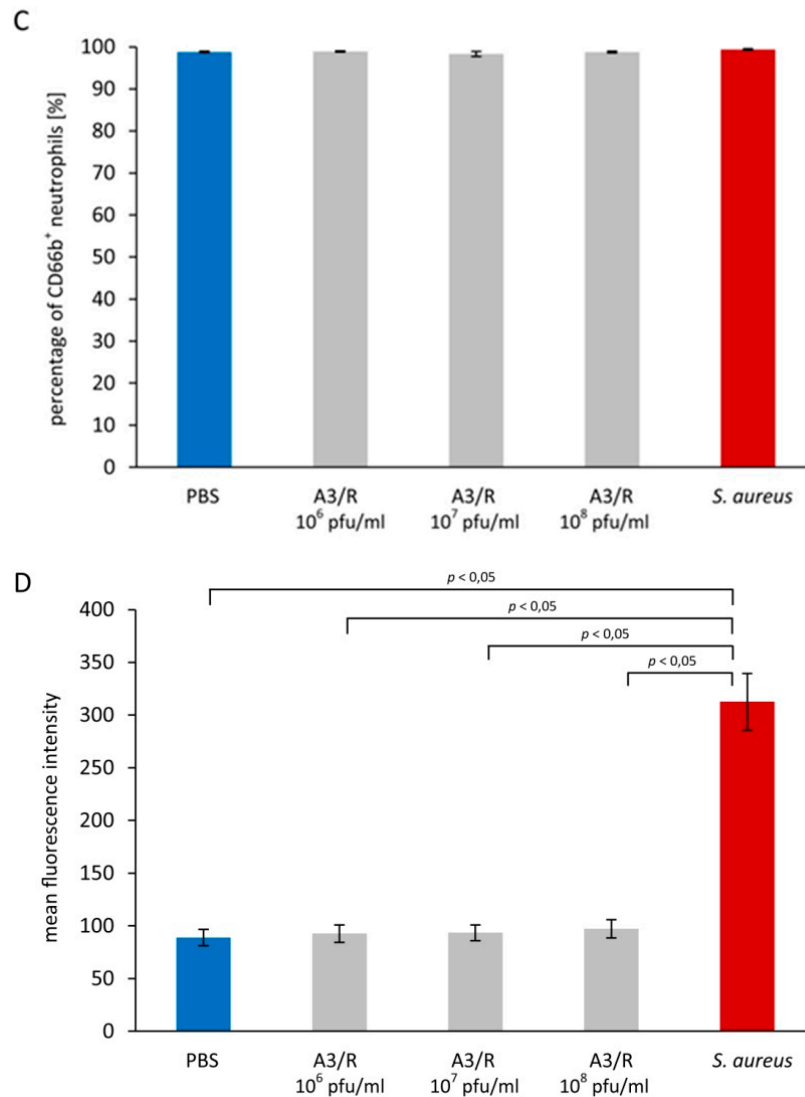 C
percentage of CD66b⁺ neutrophils [%]
100
90
80
70
60
50
40
30
20
10
0
PBS
A3/R
10⁶ pfu/ml
A3/R
10⁷ pfu/ml
A3/R
10⁸ pfu/ml
S. aureus
D
p < 0,05
p < 0,05
p < 0,05
p < 0,05
mean fluorescence intensity
400
350
300
250
200
150
100
50
0
PBS
A3/R
10⁶ pfu/ml
A3/R
10⁷ pfu/ml
A3/R
10⁸ pfu/ml
S. aureus